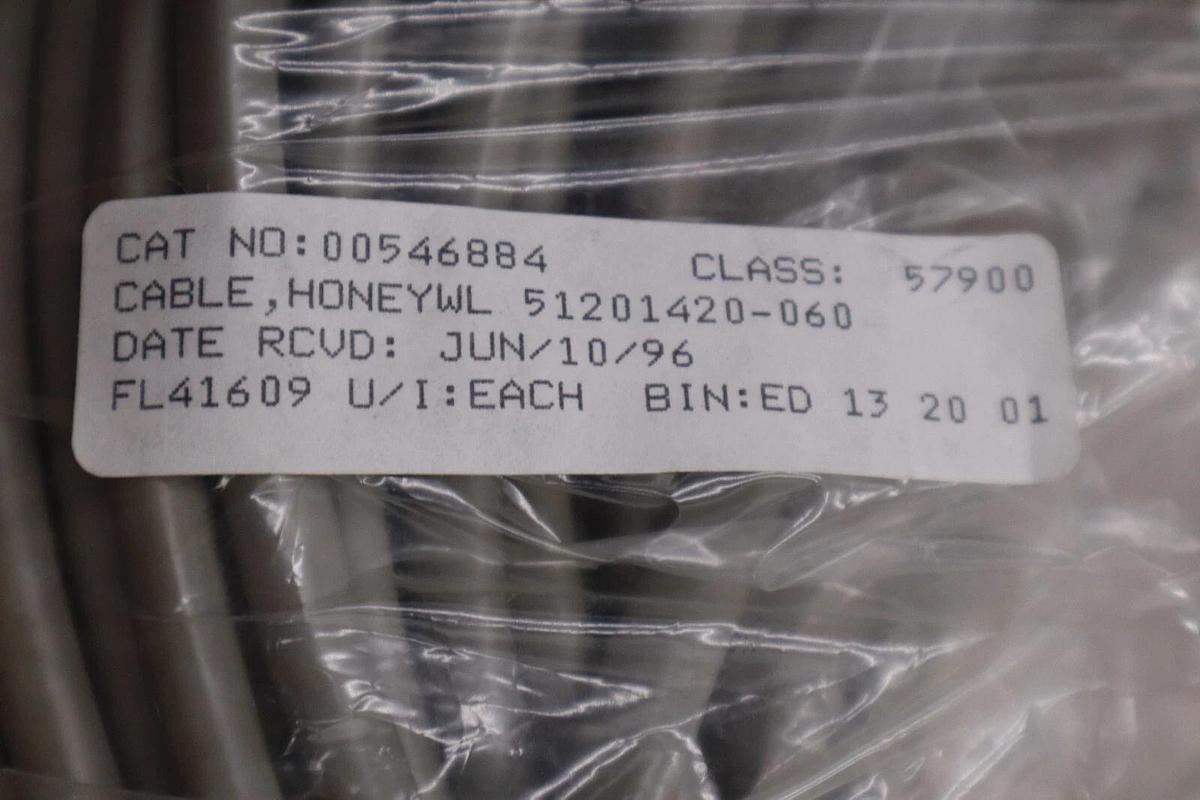 CAT NO:00546884 CLASS: 57900
CABLE,HONEYWL 51201420-060
DATE RCVD: JUN/10/96
FL41609 U/I:EACH BIN:ED 13 20 01